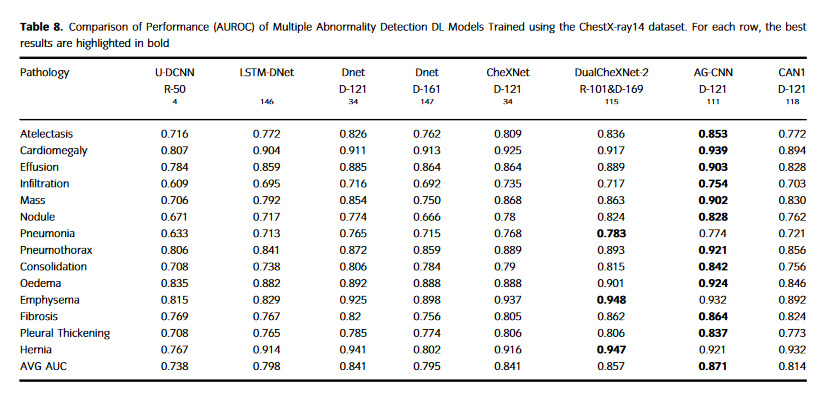 Table 8. Comparison of Performance (AUROC) of Multiple Abnormality Detection DL Models Trained using the ChestX-ray14 dataset. For each row, the best
results are highlighted in bold
Pathology U-DCNN LSTM-DNet Dnet Dnet CheXNet DualCheXNet-2 AG-CNN CAN1
R-50 D-121 D-161 D-121 R-101&D-169 D-121 D-121
4 146 34 147 34 115 111 118
Atelectasis 0.716 0.772 0.826 0.762 0.809 0.836 0.853 0.772
Cardiomegaly 0.807 0.904 0.911 0.913 0.925 0.917 0.939 0.894
Effusion 0.784 0.859 0.885 0.864 0.864 0.889 0.903 0.828
Infiltration 0.609 0.695 0.716 0.692 0.735 0.717 0.754 0.703
Mass 0.706 0.792 0.854 0.750 0.868 0.863 0.902 0.830
Nodule 0.671 0.717 0.774 0.666 0.78 0.824 0.828 0.762
Pneumonia 0.633 0.713 0.765 0.715 0.768 0.783 0.774 0.721
Pneumothorax 0.806 0.841 0.872 0.859 0.889 0.893 0.921 0.856
Consolidation 0.708 0.738 0.806 0.784 0.79 0.815 0.842 0.756
Oedema 0.835 0.882 0.892 0.888 0.888 0.901 0.924 0.846
Emphysema 0.815 0.829 0.925 0.898 0.937 0.948 0.932 0.892
Fibrosis 0.769 0.767 0.82 0.756 0.805 0.862 0.864 0.824
Pleural Thickening 0.708 0.765 0.785 0.774 0.806 0.806 0.837 0.773
Hernia 0.767 0.914 0.941 0.802 0.916 0.947 0.921 0.932
AVG AUC 0.738 0.798 0.841 0.795 0.841 0.857 0.871 0.814